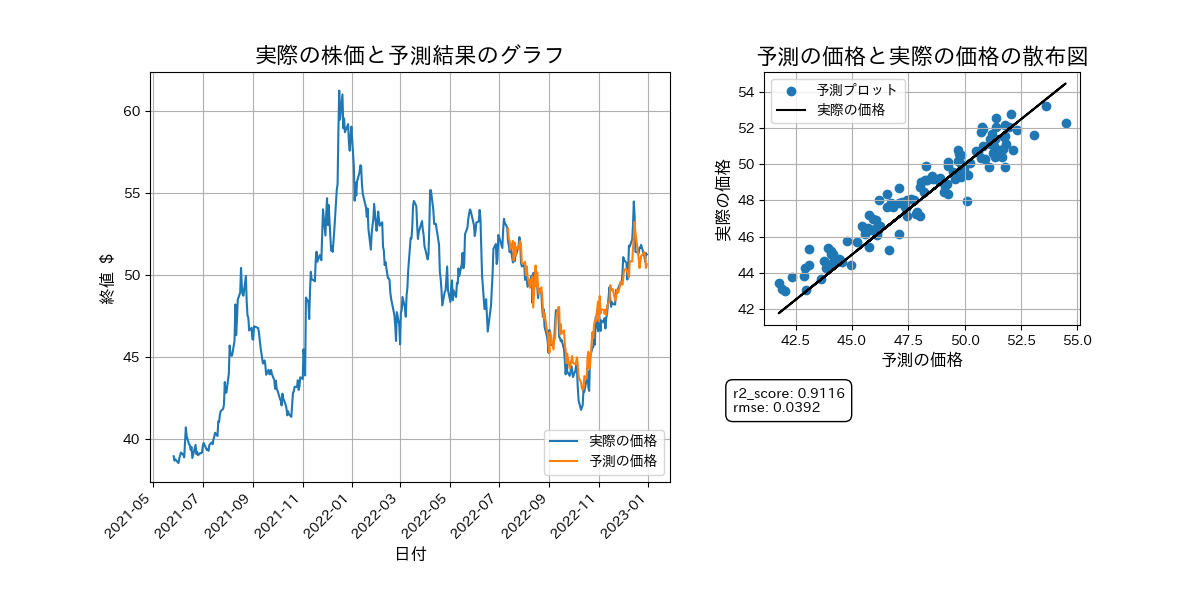 実際の株価と予測結果のグラフ
終値 $
60
55
50
45
40
2021-05
2021-07
2021-09
2021-11
2022-01
2022-03
2022-05
2022-07
2022-09
2022-11
2023-01
日付
実際の価格
予測の価格
予測の価格と実際の価格の散布図
実際の価格
54
52
50
48
46
44
42
42.5
45.0
47.5
50.0
52.5
55.0
予測の価格
予測プロット
実際の価格
r2_score: 0.9116
rmse: 0.0392